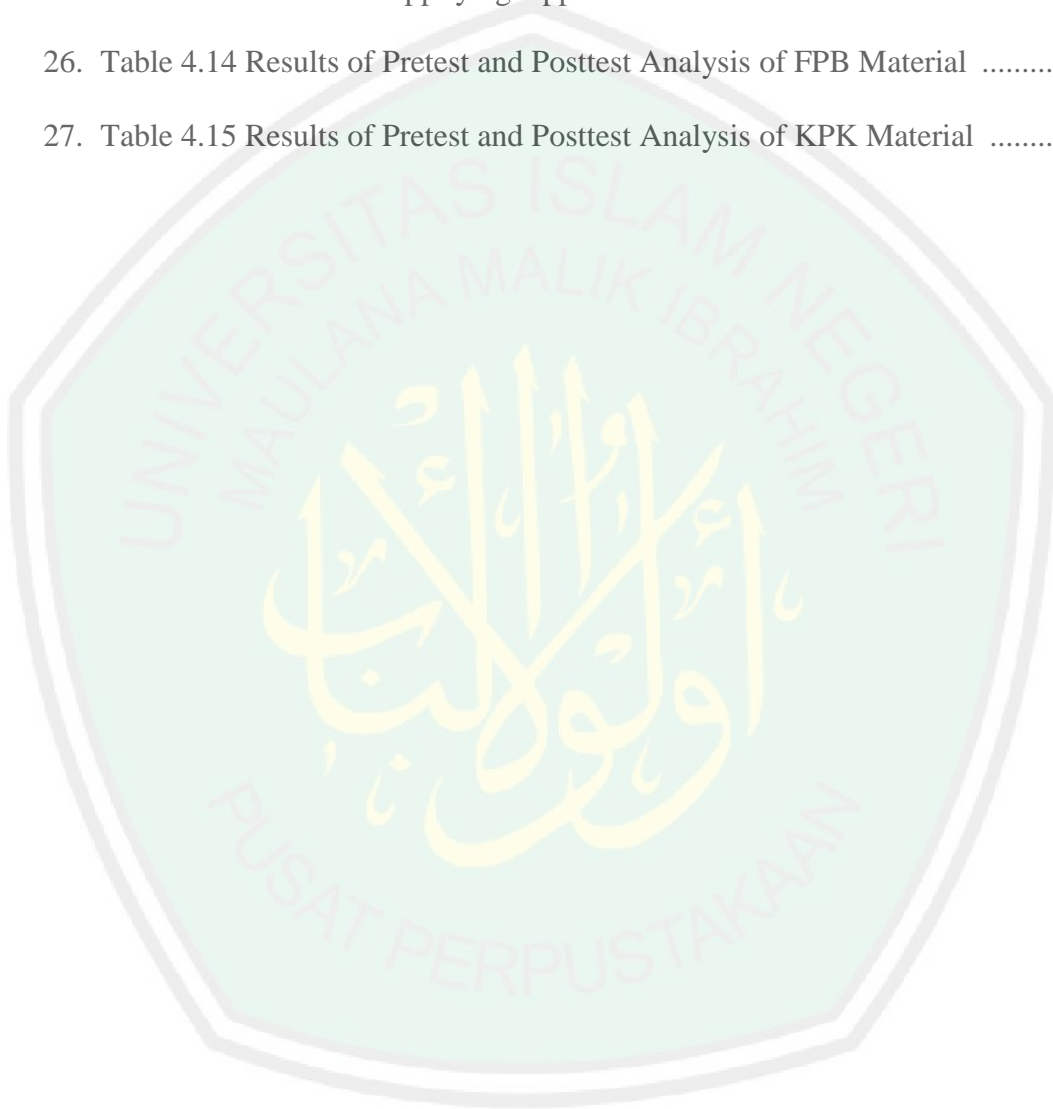 26. Table 4.14 Results of Pretest and Posttest Analysis of FPB Material .........
27. Table 4.15 Results of Pretest and Posttest Analysis of KPK Material ........
UNIVERSITAS ISLAM NEGERI
MAULANA MALIK IBRAHIM
أولوا الألباب
PUSAT PERPUSTAKAAN